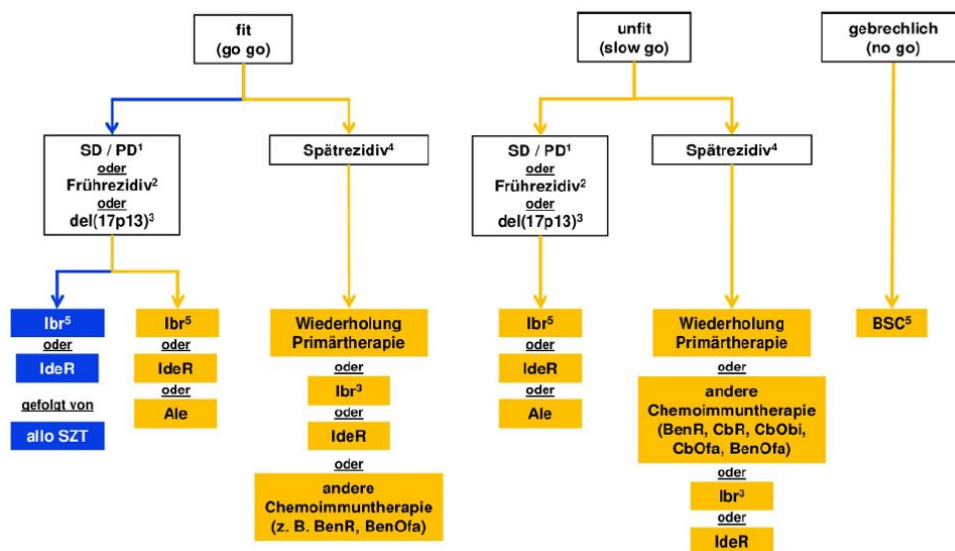 fit
(go go)
unfit
(slow go)
gebrechlich
(no go)
SD / PD¹
oder
Frührezidiv²
oder
del(17p13)³
Spätrezidiv⁴
SD / PD¹
oder
Frührezidiv²
oder
del(17p13)³
Spätrezidiv⁴
Ibr⁵
oder
IdeR
gefolgt von
allo SZT
Ibr⁵
oder
IdeR
oder
Ale
Wiederholung
Primärtherapie
oder
Ibr³
oder
IdeR
oder
andere
Chemoimmuntherapie
(z. B. BenR, BenOfa)
Ibr⁵
oder
IdeR
oder
Ale
Wiederholung
Primärtherapie
oder
andere
Chemoimmuntherapie
(BenR, CbR, CbObi,
CbOfa, BenOfa)
oder
Ibr³
oder
IdeR
BSC⁵